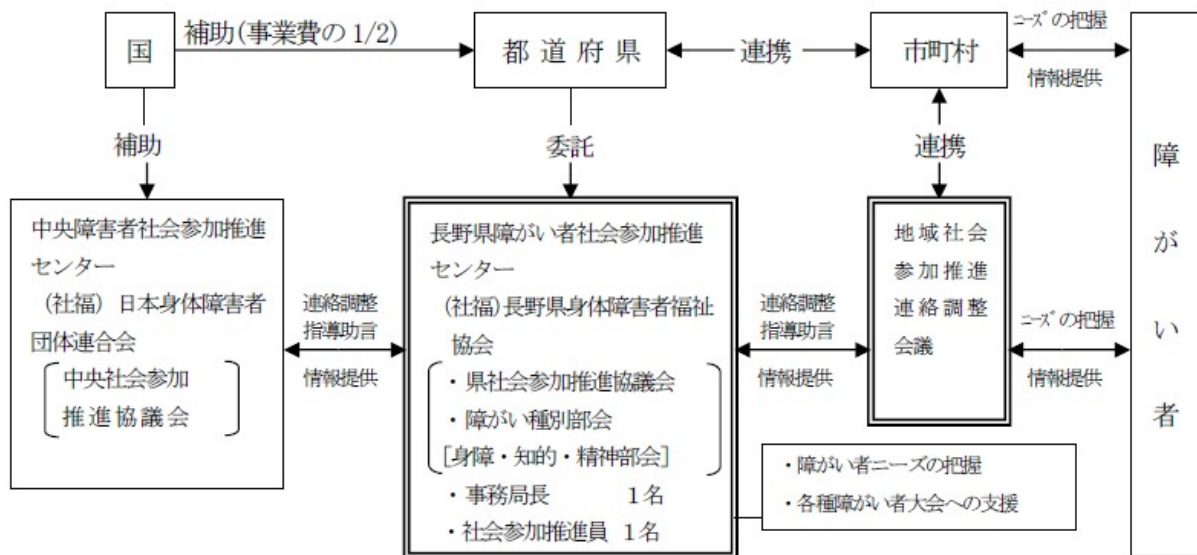 国
補助(事業費の1/2)
都道府県
連携
市町村
ニーズの把握
情報提供
補助
委託
連携
中央障害者社会参加推進
センター
(社福)日本身体障害者
団体連合会
中央社会参加
推進協議会
連絡調整
指導助言
情報提供
長野県障がい者社会参加推進
センター
(社福)長野県身体障害者福祉
協会
・県社会参加推進協議会
・障がい種別部会
[身障・知的・精神部会]
・事務局長 1名
・社会参加推進員 1名
連絡調整
指導助言
情報提供
地域社会
参加推進
連絡調整
会議
ニーズの把握
情報提供
障がい者
・障がい者ニーズの把握
・各種障がい者大会への支援